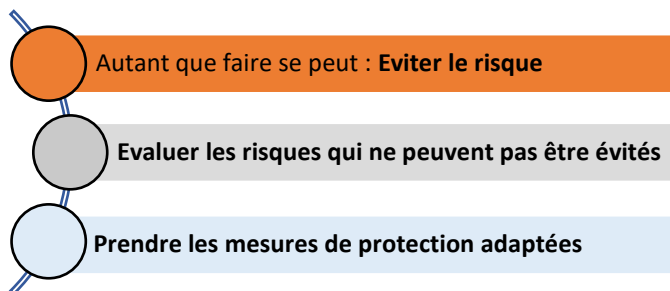 Autant que faire se peut : Eviter le risque
Evaluer les risques qui ne peuvent pas être évités
Prendre les mesures de protection adaptées